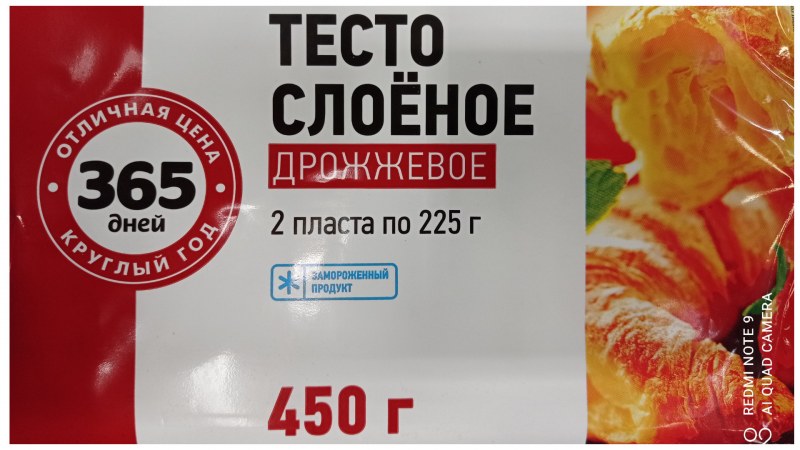 ТЕСТО
СЛОЁНОЕ
ДРОЖЖЕВОЕ
2 пласта по 225 г
ЗАМОРОЖЕННЫЙ
ПРОДУКТ
450 г
ОТЛИЧНАЯ ЦЕНА
365
дней
КРУГЛЫЙ ГОД
REDMI NOTE 9
AI QUAD CAMERA